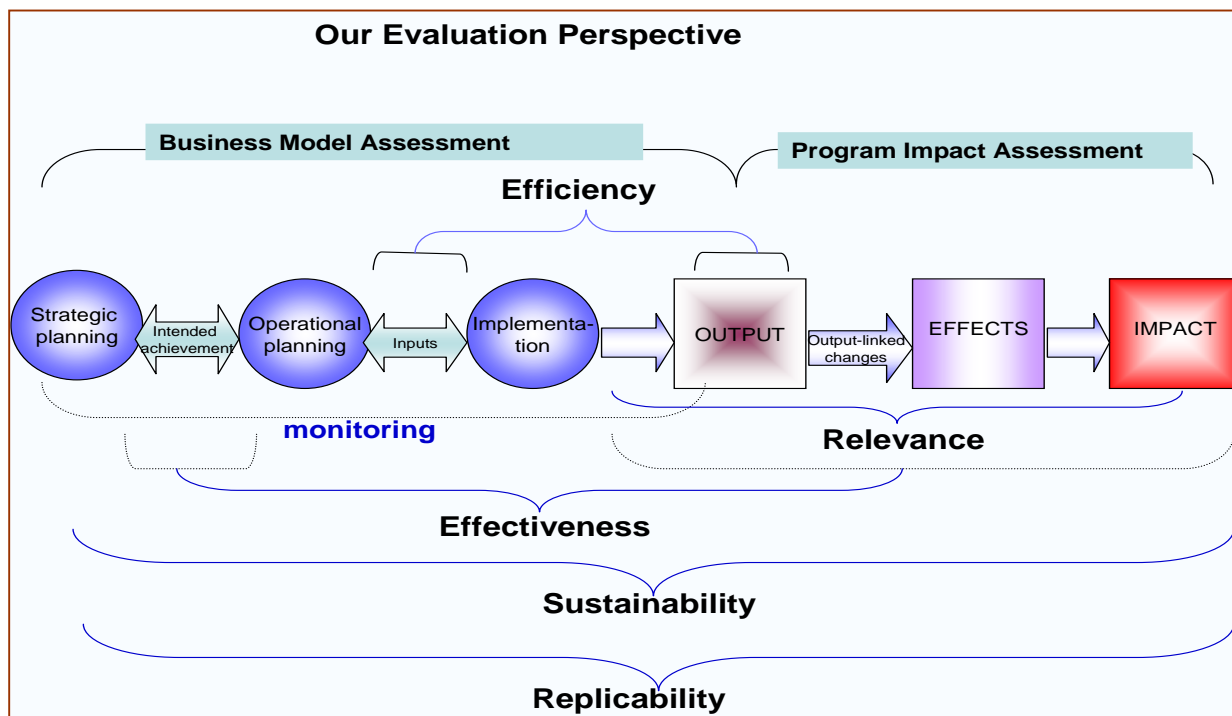 Our Evaluation Perspective
Business Model Assessment
Program Impact Assessment
Efficiency
Strategic
planning
Intended
achievement
Operational
planning
Inputs
Implementa-
tion
OUTPUT
Output-linked
changes
EFFECTS
IMPACT
monitoring
Relevance
Effectiveness
Sustainability
Replicability